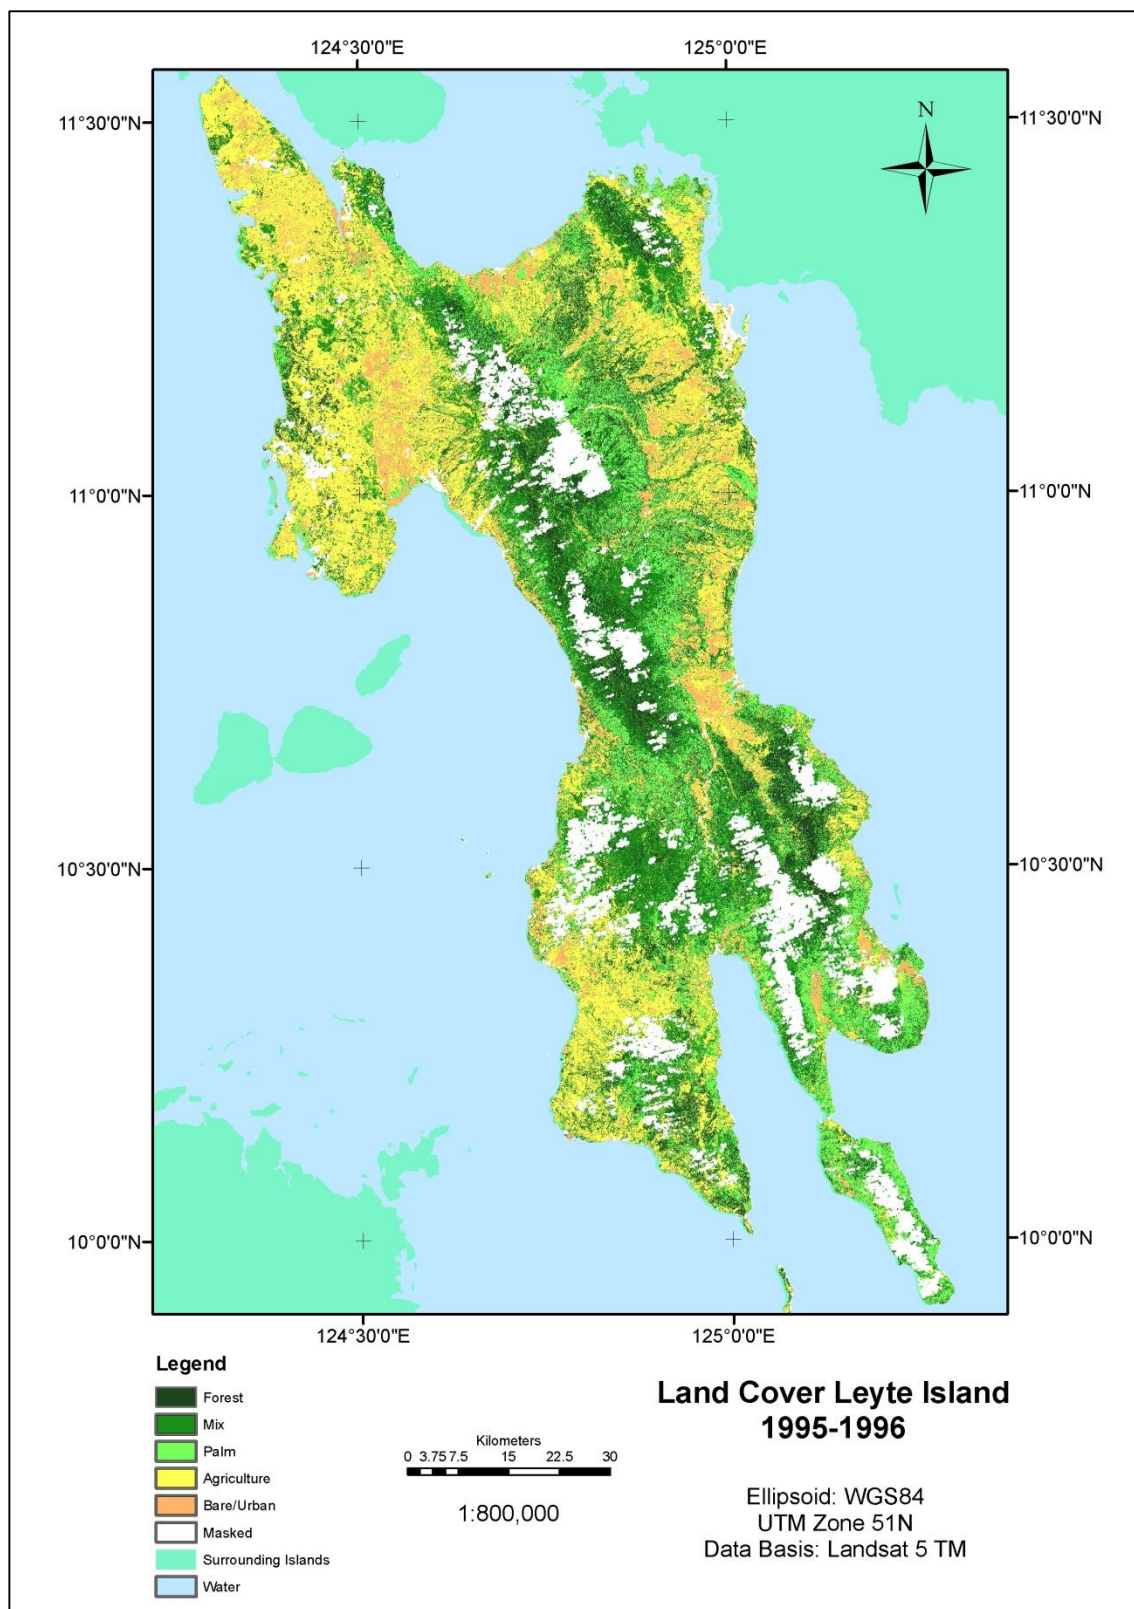 124°30'0"E 125°0'0"E
N
11°30'0"N 11°30'0"N
11°0'0"N 11°0'0"N
10°30'0"N 10°30'0"N
10°0'0"N 10°0'0"N
124°30'0"E 125°0'0"E
Legend
Forest
Mix
Palm
Agriculture
Bare/Urban
Masked
Surrounding Islands
Water
Kilometers
0 3.75 7.5 15 22.5 30
1:800,000
Land Cover Leyte Island
1995-1996
Ellipsoid: WGS84
UTM Zone 51N
Data Basis: Landsat 5 TM